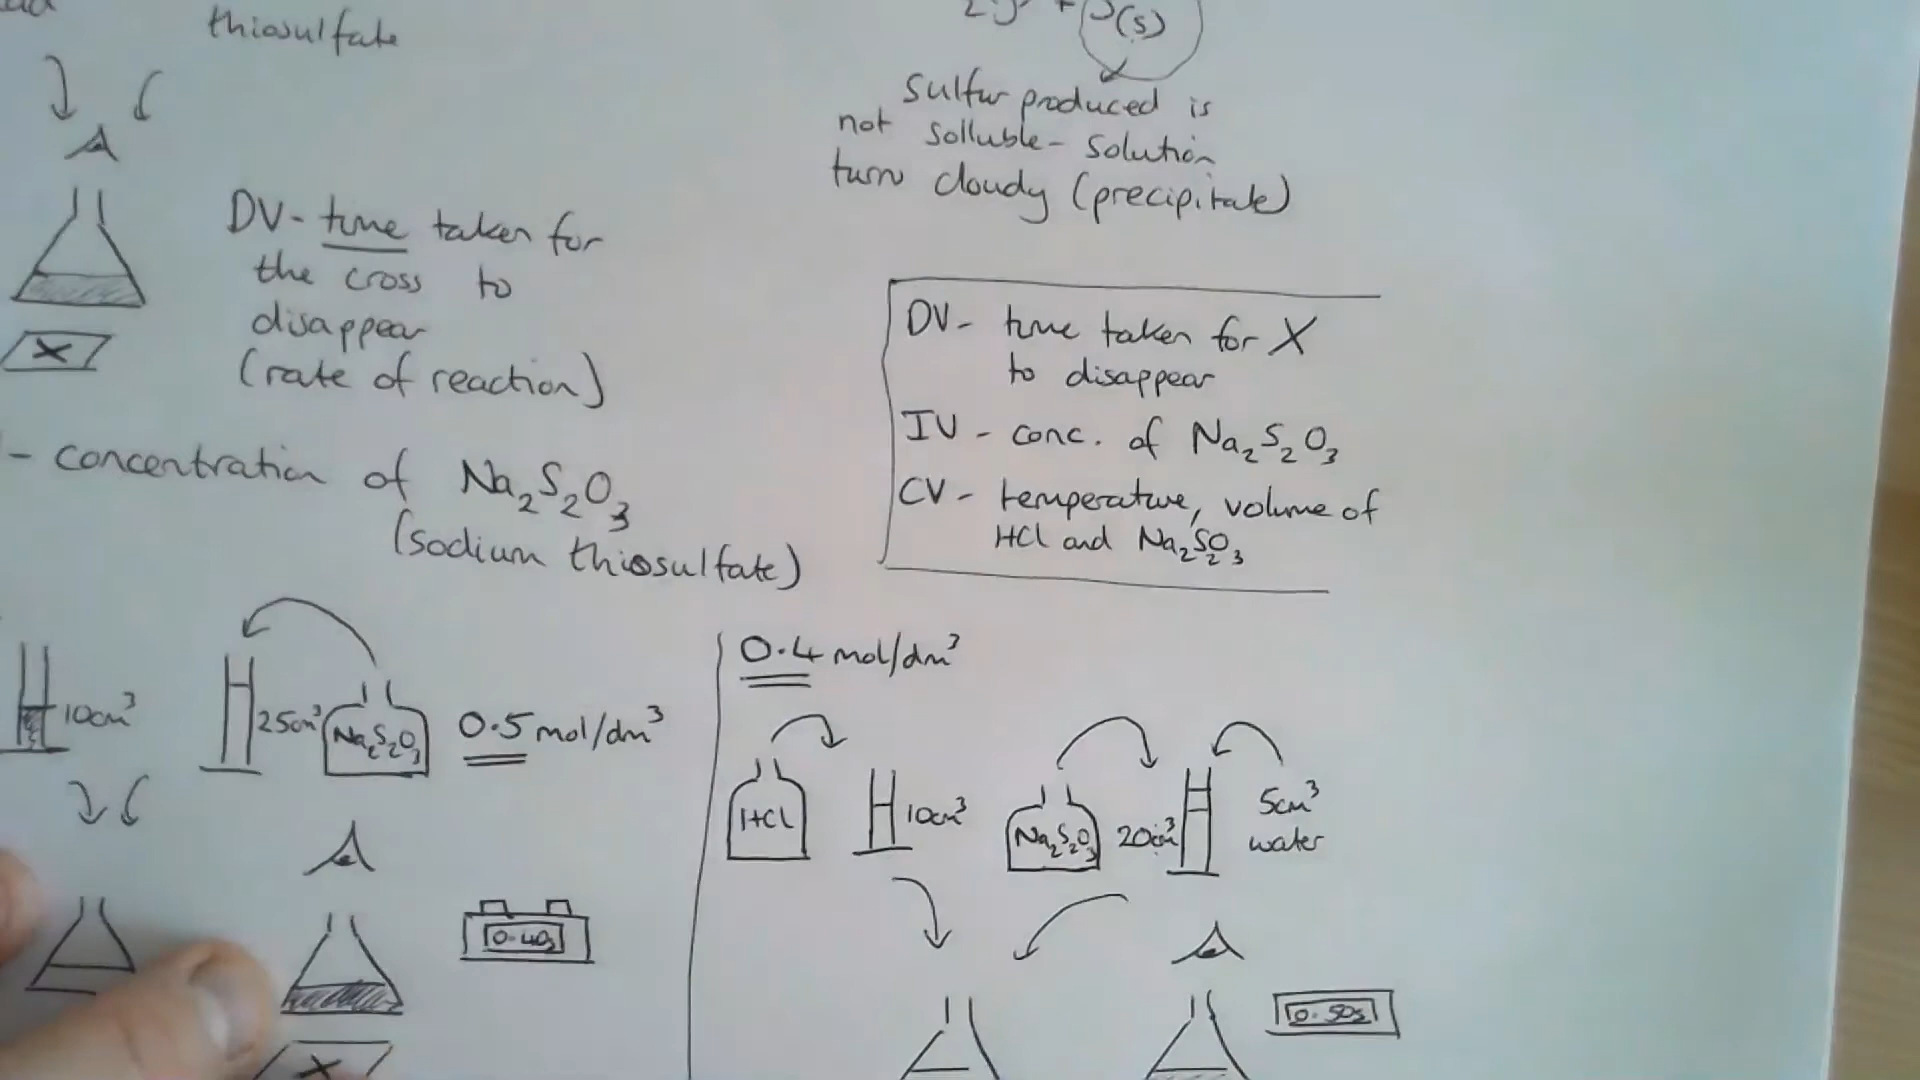 thiosulfate
DV- time taken for
the cross to
disappear
(rate of reaction)
- concentration of Na₂S₂O₃
(sodium thiosulfate)
10cm³
25cm³
Na₂S₂O₃
0.5 mol/dm³
0.40s
X
X
(s)
Sulfur produced is
not solluble - solution
turn cloudy (precipitate)
DV- time taken for X
to disappear
IV - conc. of Na₂S₂O₃
CV - temperature, volume of
HCl and Na₂S₂O₃
0.4 mol/dm³
HCl
10cm³
Na₂S₂O₃
20cm³
5cm³
water
0.50s